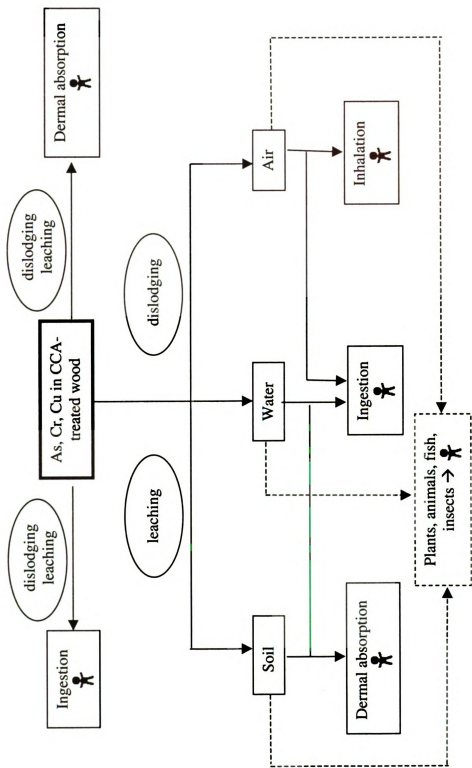 As, Cr, Cu in CCA-
treated wood
dislodging
leaching
Ingestion
dislodging
leaching
Dermal absorption
leaching
dislodging
Soil
Water
Air
Dermal absorption
Ingestion
Inhalation
Plants, animals, fish,
insects →